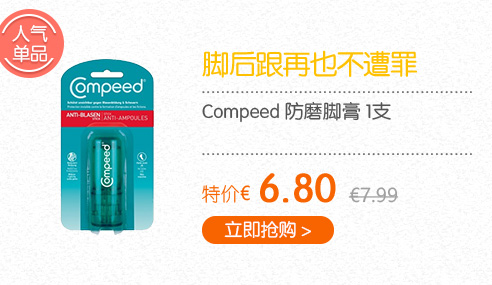 人气
单品
脚后跟再也不遭罪
Compeed 防磨脚膏 1支
特价€ 6.80 €7.99
立即抢购 >
Compeed
ANTI-BLASEN
ANTI-AMPOULES
Compeed